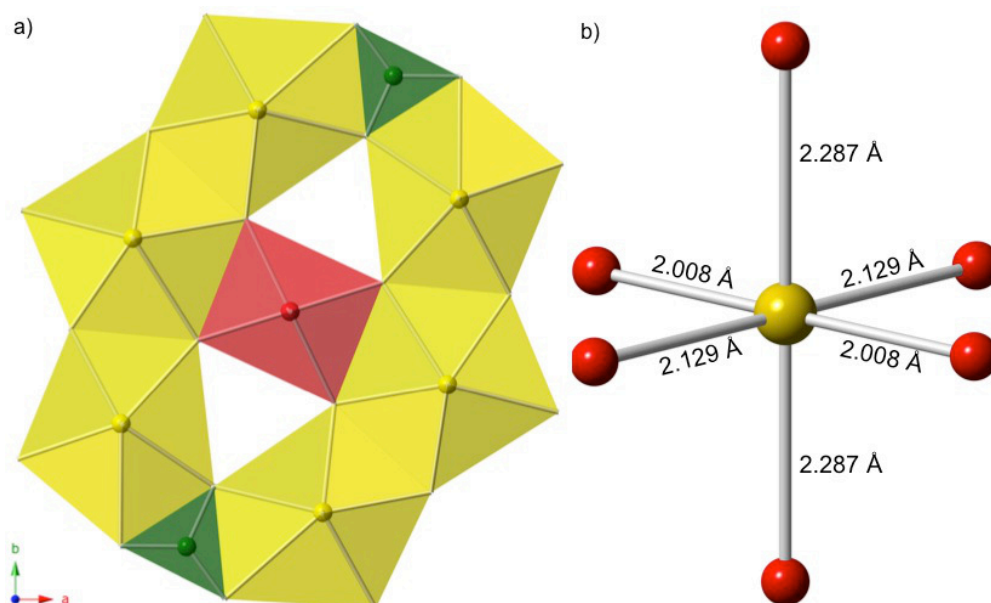 a)
b)
2.287 Å
2.008 Å
2.129 Å
2.129 Å
2.008 Å
2.287 Å
b
a